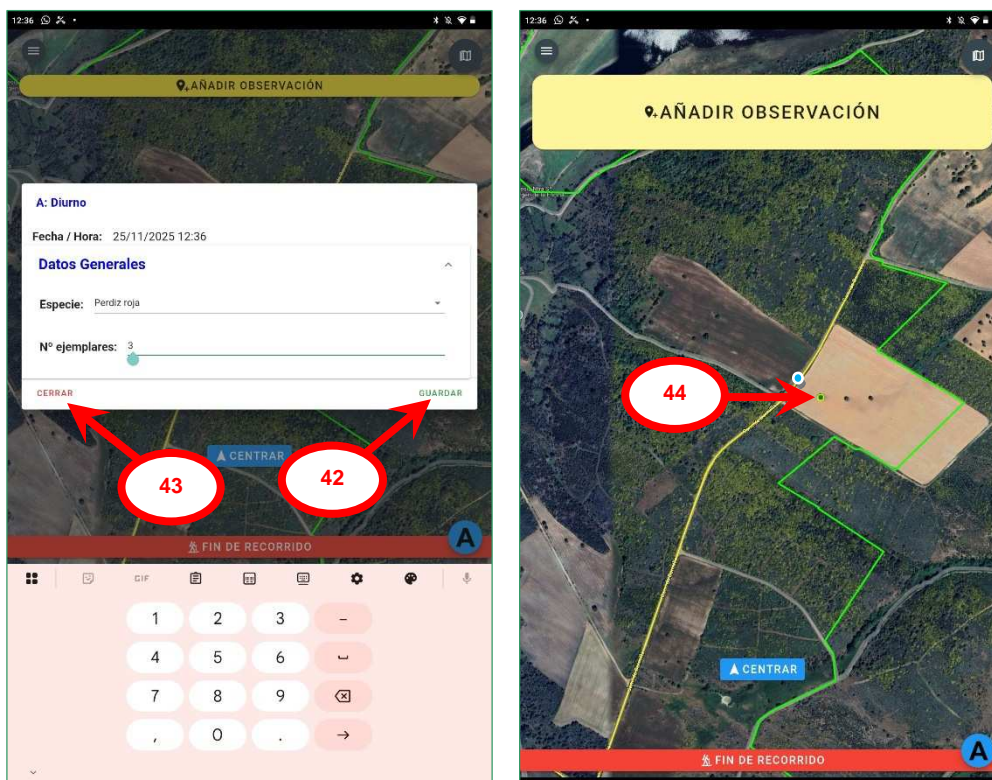 12:36
AÑADIR OBSERVACIÓN
A: Diurno
Fecha / Hora: 25/11/2025 12:36
Datos Generales
Especie: Perdiz roja
Nº ejemplares: 3
CERRAR
GUARDAR
43
42
CENTRAR
A
FIN DE RECORRIDO
GIF
1 2 3 -
4 5 6
7 8 9
, 0 .
12:36
AÑADIR OBSERVACIÓN
44
CENTRAR
FIN DE RECORRIDO
A